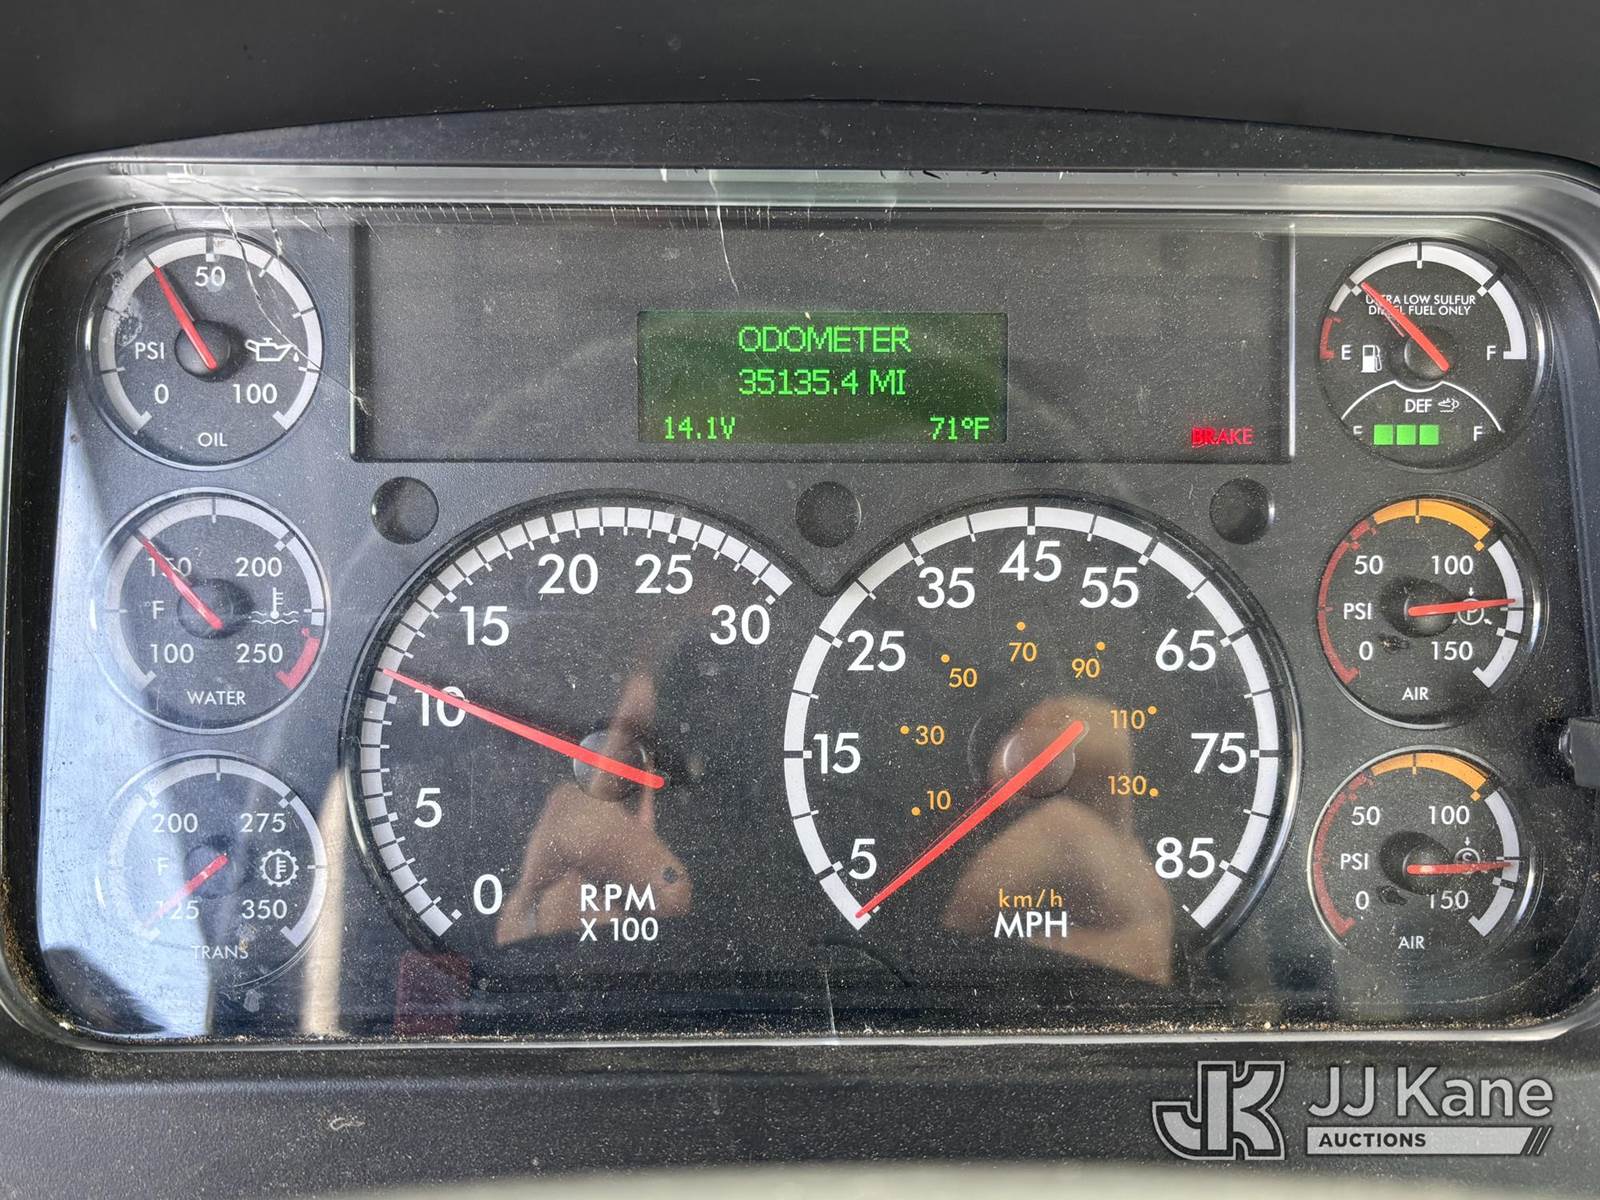 ODOMETER
35135.4 MI
14.1V 71°F
BRAKE
50
PSI
0 100
OIL
ULTRA LOW SULFUR
DIESEL FUEL ONLY
E F
DEF
E F
150 200
F
100 250
WATER
200 275
F
125 350
TRANS
0 5 10 15 20 25 30
RPM
X 100
5 15 25 35 45 55 65 75 85
10 30 50 70 90 110 130
km/h
MPH
50 100
PSI P
0 150
AIR
50 100
PSI S
0 150
AIR
JK JJ Kane
AUCTIONS